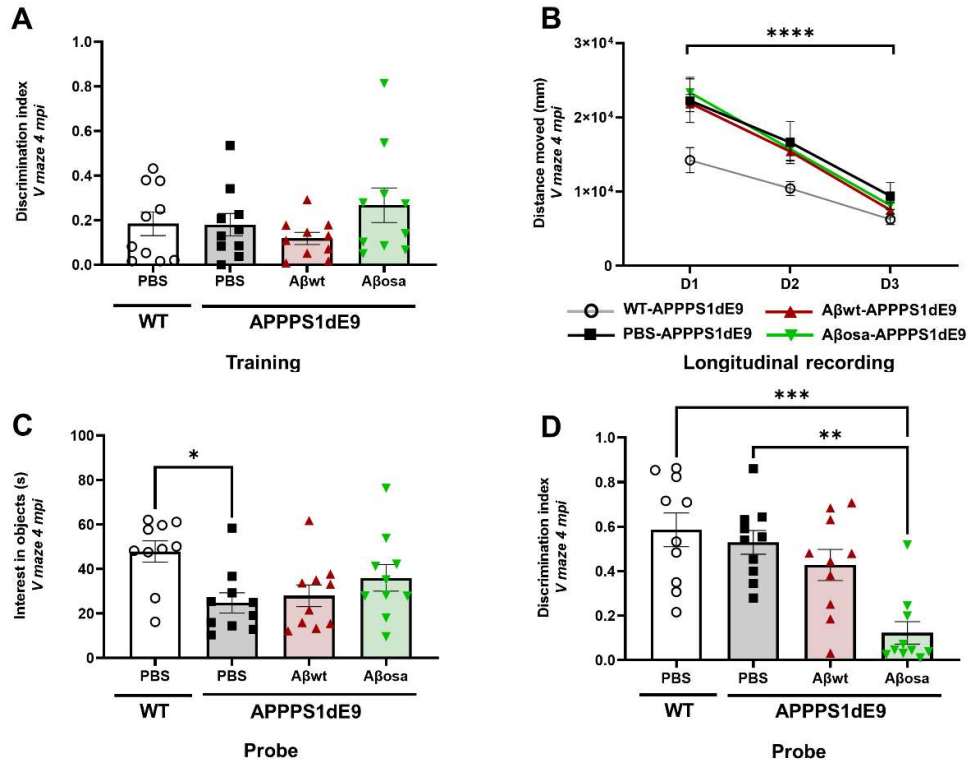 A
Discrimination index
V maze 4 mpi
1.0
0.8
0.6
0.4
0.2
0.0
PBS PBS Aβwt Aβosa
WT APPPS1dE9
Training
B
Distance moved (mm)
V maze 4 mpi
****
3×10⁴
2×10⁴
1×10⁴
0
D1 D2 D3
WT-APPPS1dE9 Aβwt-APPPS1dE9
PBS-APPPS1dE9 Aβosa-APPPS1dE9
Longitudinal recording
C
Interest in objects (s)
V maze 4 mpi
*
100
80
60
40
20
0
PBS PBS Aβwt Aβosa
WT APPPS1dE9
Probe
D
Discrimination index
V maze 4 mpi
***
**
1.0
0.8
0.6
0.4
0.2
0.0
PBS PBS Aβwt Aβosa
WT APPPS1dE9
Probe